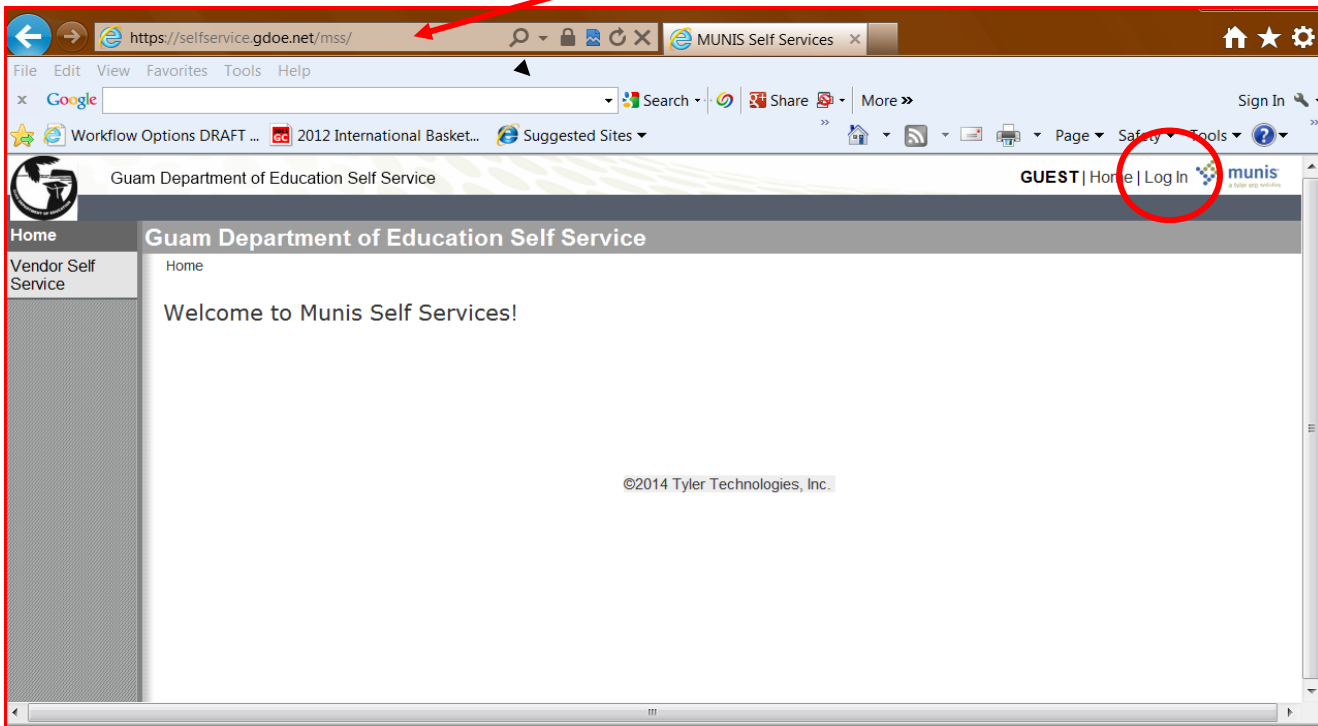 https://selfservice.gdoe.net/mss/ MUNIS Self Services
File Edit View Favorites Tools Help
x Google Search Share More » Sign In
Workflow Options DRAFT ... GC 2012 International Basket... Suggested Sites Page Safety Tools
Guam Department of Education Self Service GUEST | Home | Log In munis
Home Guam Department of Education Self Service
Vendor Self Service
Home
Welcome to Munis Self Services!
©2014 Tyler Technologies, Inc.